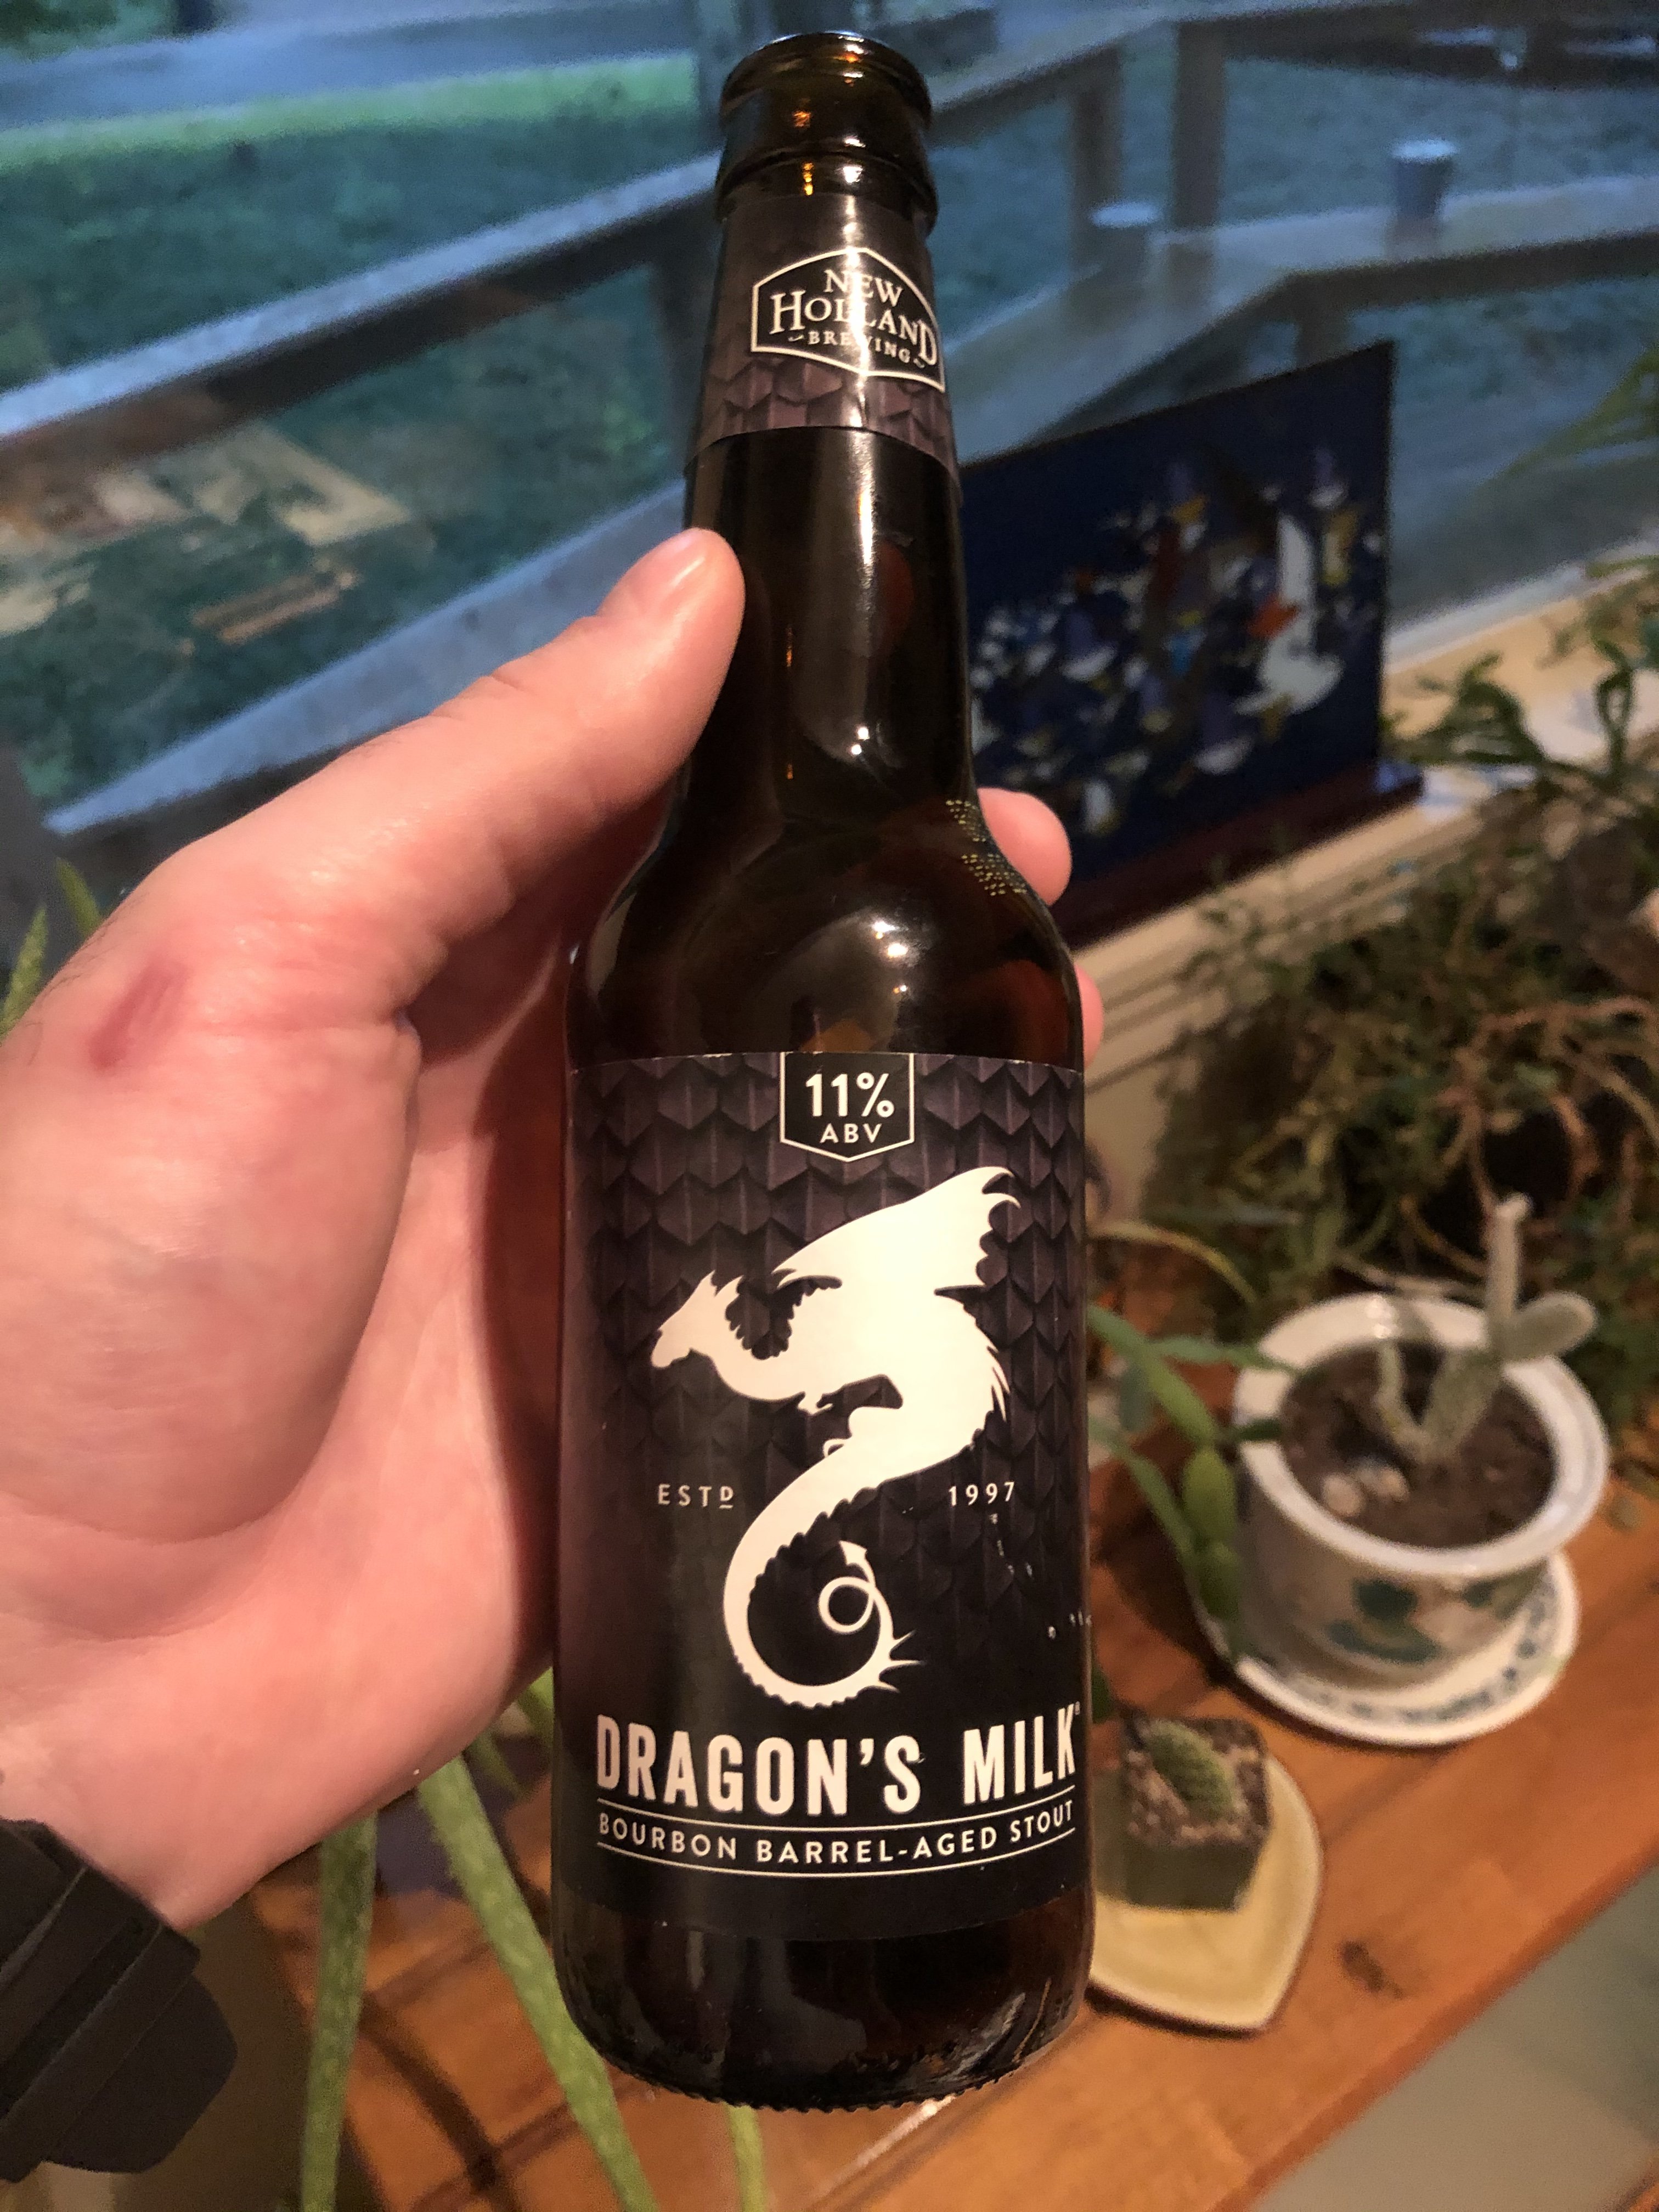 NEW
HOLLAND
BREWING
11%
ABV
ESTD 1997
DRAGON'S MILK®
BOURBON BARREL-AGED STOUT